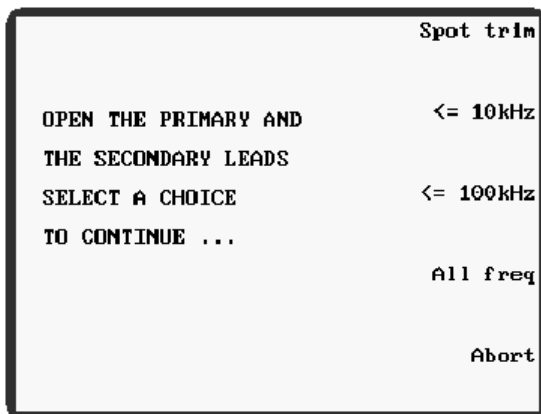 Spot trim
OPEN THE PRIMARY AND
THE SECONDARY LEADS
SELECT A CHOICE
TO CONTINUE ...
<= 10kHz
<= 100kHz
All freq
Abort